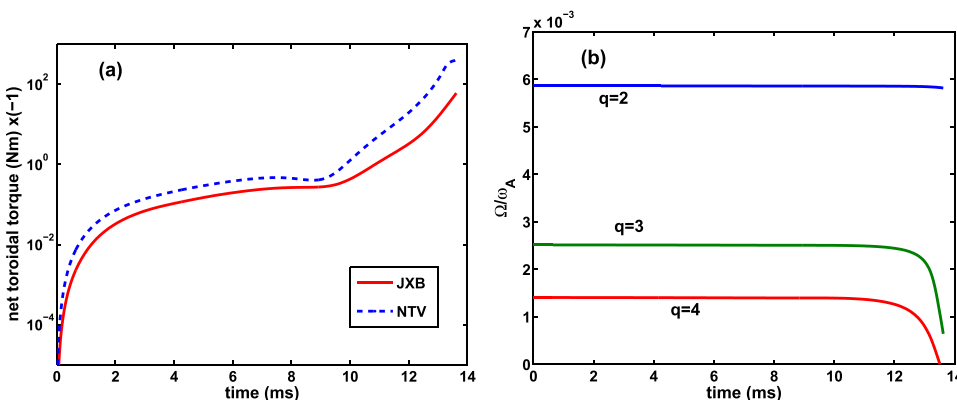 (a)
net toroidal torque (Nm) x(−1)
10^2
10^0
10^−2
10^−4
JXB
NTV
0 2 4 6 8 10 12 14
time (ms)
x 10^−3
(b)
7
6
5
4
3
2
1
0
Ω/ω_A
q=2
q=3
q=4
0 2 4 6 8 10 12 14
time (ms)